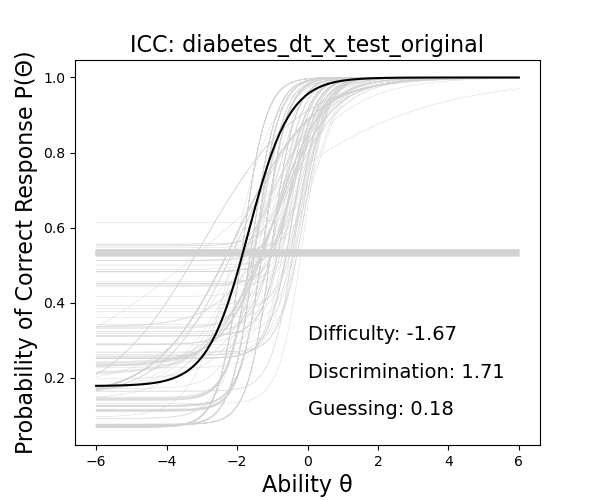 ICC: diabetes_dt_x_test_original
Probability of Correct Response P(Θ)
1.0
0.8
0.6
0.4
0.2
Difficulty: -1.67
Discrimination: 1.71
Guessing: 0.18
−6 −4 −2 0 2 4 6
Ability θ